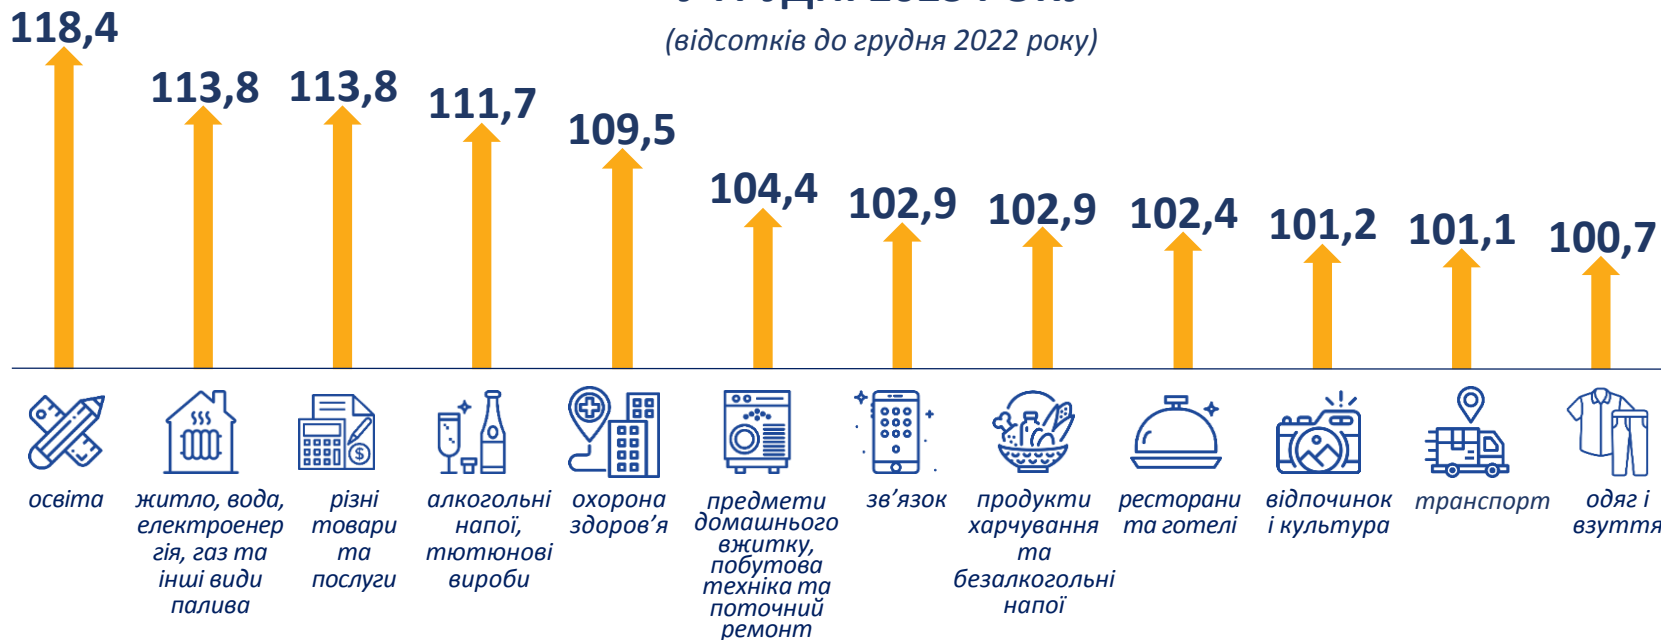 У ГРУДНІ 2023 РОКУ
(відсотків до грудня 2022 року)
118,4
113,8
113,8
111,7
109,5
104,4
102,9
102,9
102,4
101,2
101,1
100,7
$
освіта
житло, вода,
електроенер
гія, газ та
інші види
палива
різні
товари
та
послуги
алкогольні
напої,
тютюнові
вироби
охорона
здоров’я
предмети
домашнього
вжитку,
побутова
техніка та
поточний
ремонт
зв’язок
продукти
харчування
та
безалкогольні
напої
ресторани
та готелі
відпочинок
і культура
транспорт
одяг і
взуття